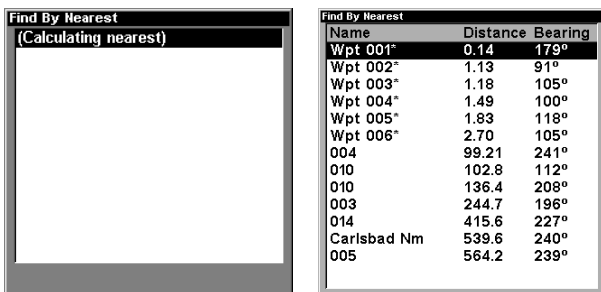 Find By Nearest
(Calculating nearest)
Find By Nearest
Name Distance Bearing
Wpt 001* 0.14 179º
Wpt 002* 1.13 91º
Wpt 003* 1.18 105º
Wpt 004* 1.49 100º
Wpt 005* 1.83 118º
Wpt 006* 2.70 105º
004 99.21 241º
010 102.8 112º
010 136.4 208º
003 244.7 196º
014 415.6 227º
Carlsbad Nm 539.6 240º
005 564.2 239º